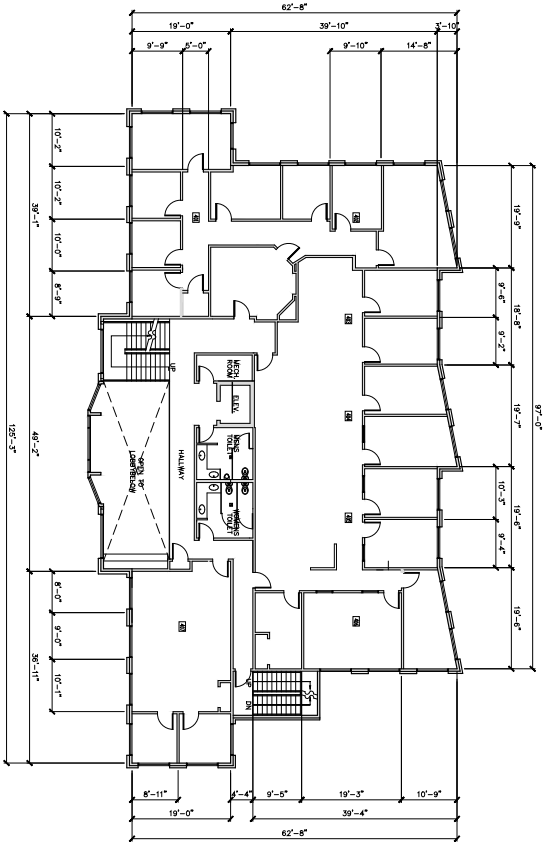 62'-8"
19'-0"
39'-10"
3'-10"
9'-9"
5'-0"
9'-10"
14'-8"
10'-2"
10'-2"
10'-0"
8'-9"
39'-1"
49'-2"
125'-3"
36'-11"
8'-0"
9'-0"
10'-1"
19'-9"
9'-6"
18'-8"
9'-2"
19'-7"
97'-0"
10'-3"
19'-6"
9'-4"
19'-6"
UP
MECH.
ROOM
ELEV.
HALLWAY
MENS
TOILET
WOMENS
TOILET
OPEN TO
LOBBY BELOW
UP
DN
8'-11"
4'-4"
9'-5"
19'-3"
10'-9"
19'-0"
39'-4"
62'-8"